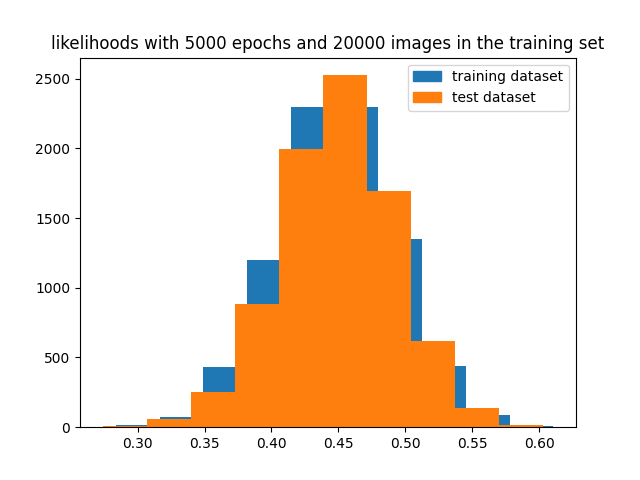 likelihoods with 5000 epochs and 20000 images in the training set
training dataset
test dataset
2500
2000
1500
1000
500
0
0.30 0.35 0.40 0.45 0.50 0.55 0.60